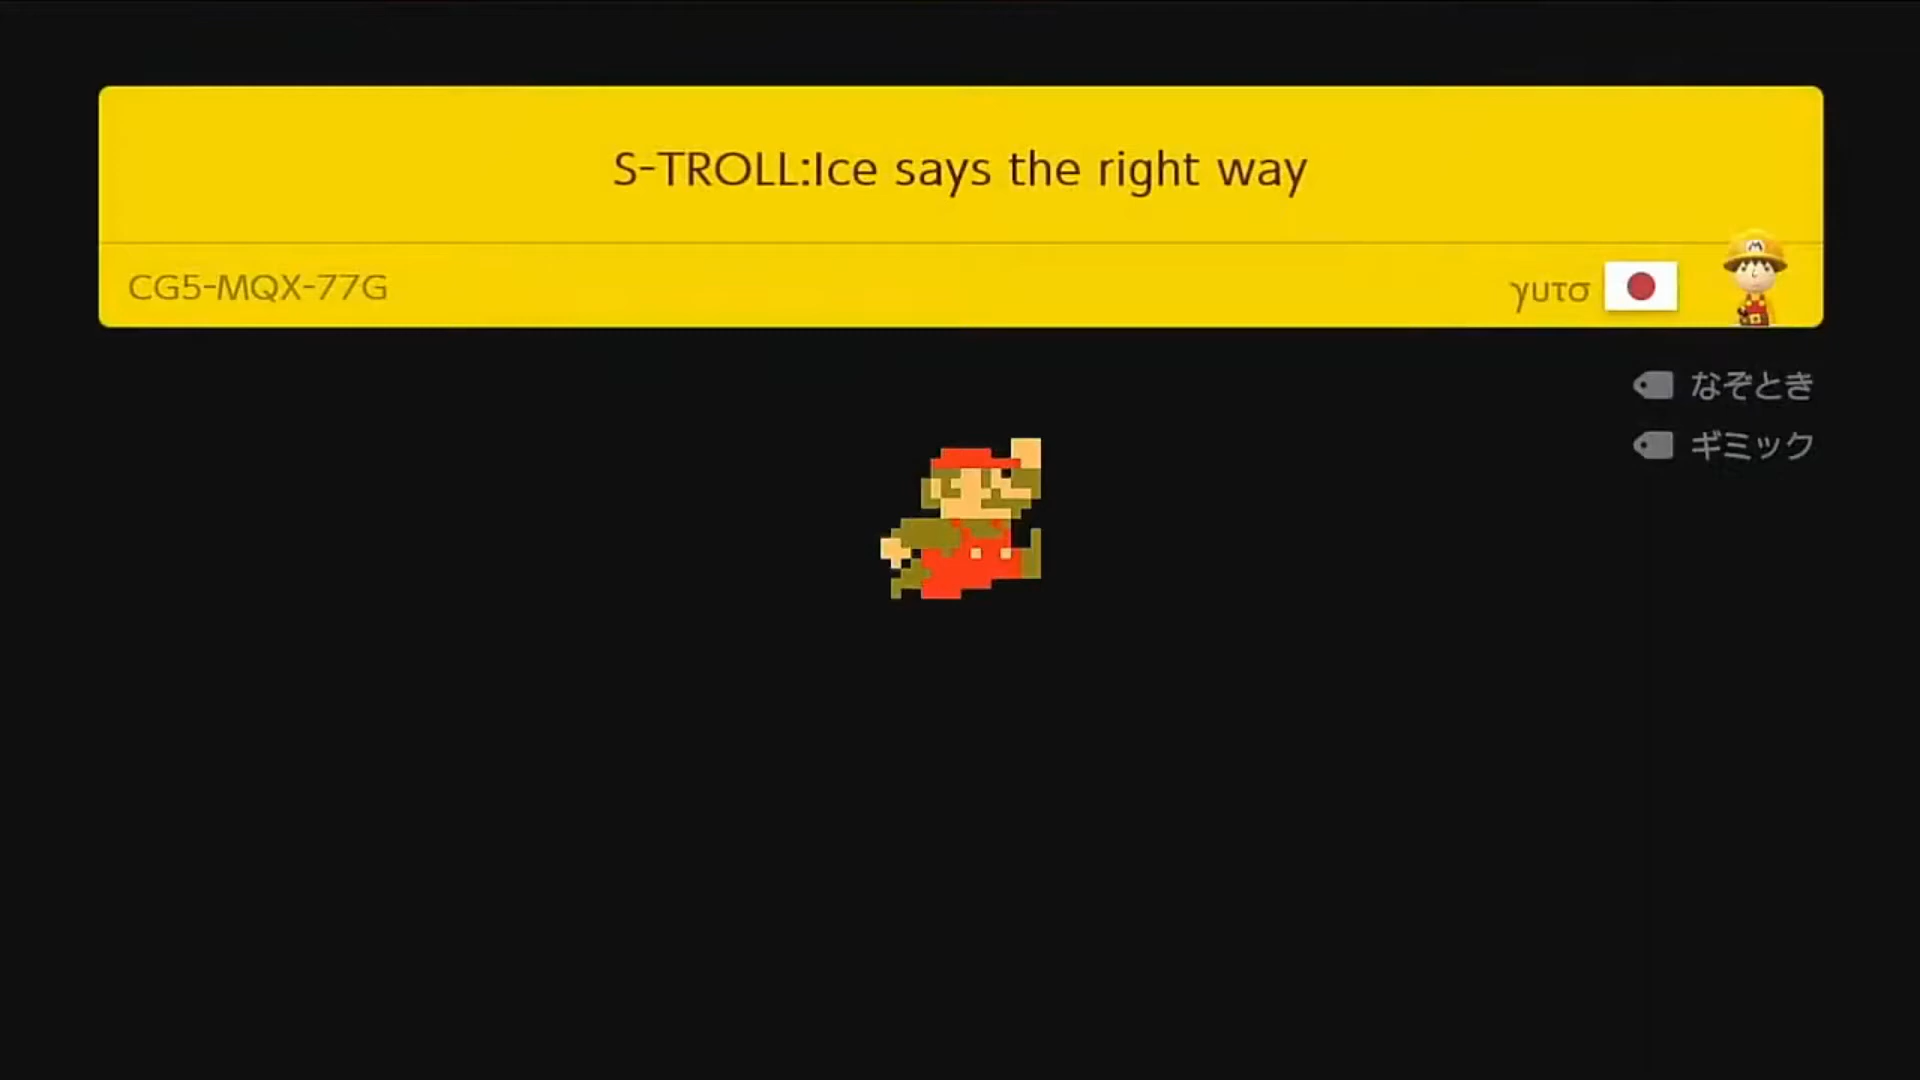 S-TROLL:Ice says the right way
CG5-MQX-77G
γυτσ
なぞとき
ギミック